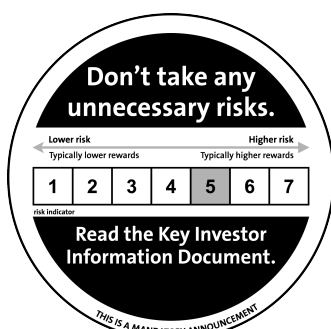 Don’t take any
unnecessary risks.
Lower risk Higher risk
Typically lower rewards Typically higher rewards
1 2 3 4 5 6 7
risk indicator
Read the Key Investor
Information Document.
THIS IS A MANDATORY ANNOUNCEMENT